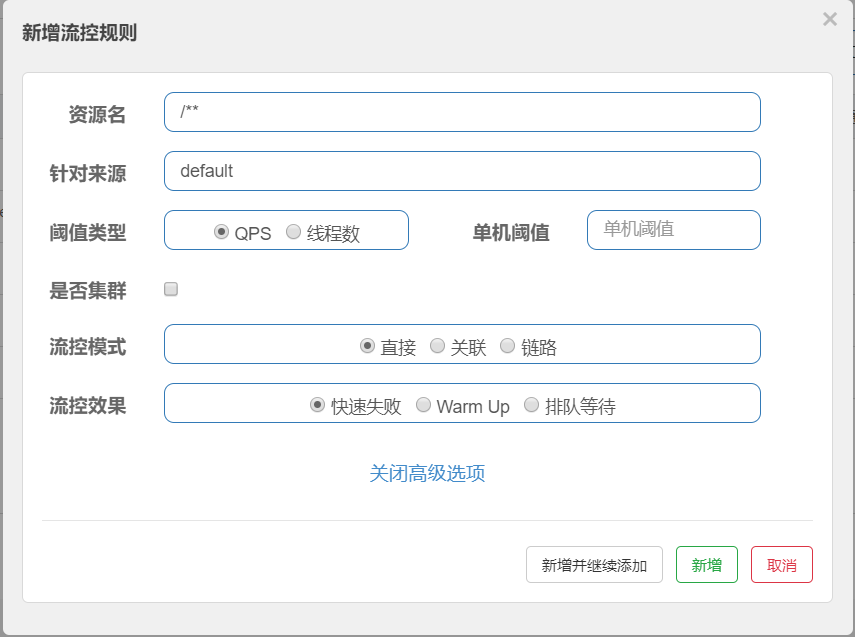 新增流控规则
×
资源名 /**
针对来源 default
阈值类型 QPS 线程数 单机阈值 单机阈值
是否集群
流控模式 直接 关联 链路
流控效果 快速失败 Warm Up 排队等待
关闭高级选项
新增并继续添加 新增 取消